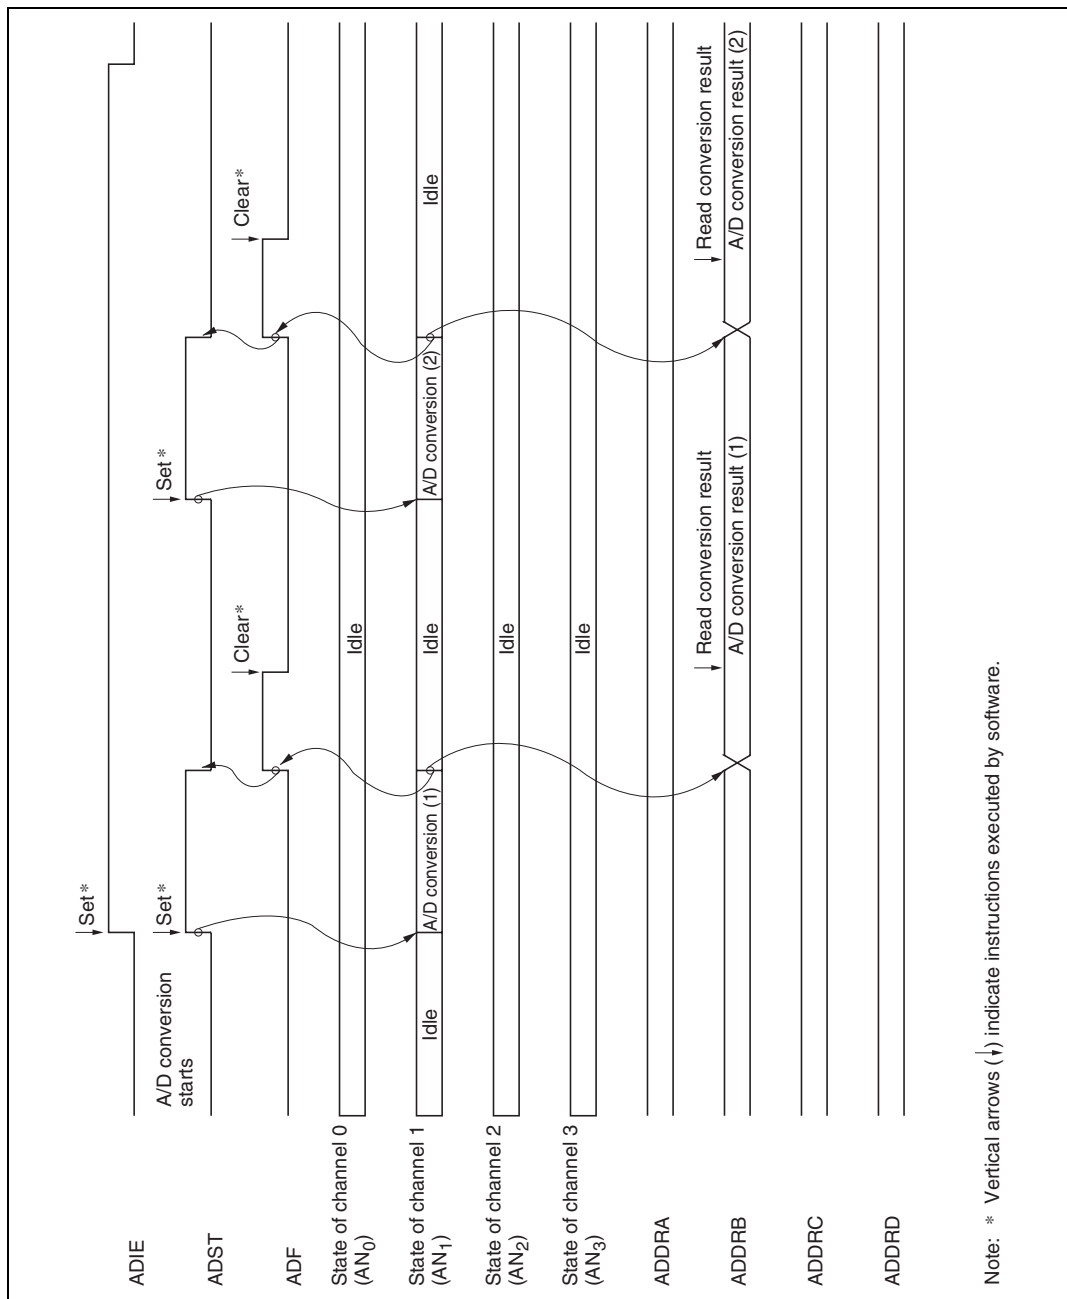 ADIE
Set*
ADST
A/D conversion
starts
Set*
Set*
ADF
Clear*
Clear*
State of channel 0
(AN0)
Idle
State of channel 1
(AN1)
Idle
A/D conversion (1)
Idle
A/D conversion (2)
Idle
State of channel 2
(AN2)
Idle
State of channel 3
(AN3)
Idle
ADDRA
ADDRB
Read conversion result
A/D conversion result (1)
Read conversion result
A/D conversion result (2)
ADDRC
ADDRD
Note: * Vertical arrows (↓) indicate instructions executed by software.